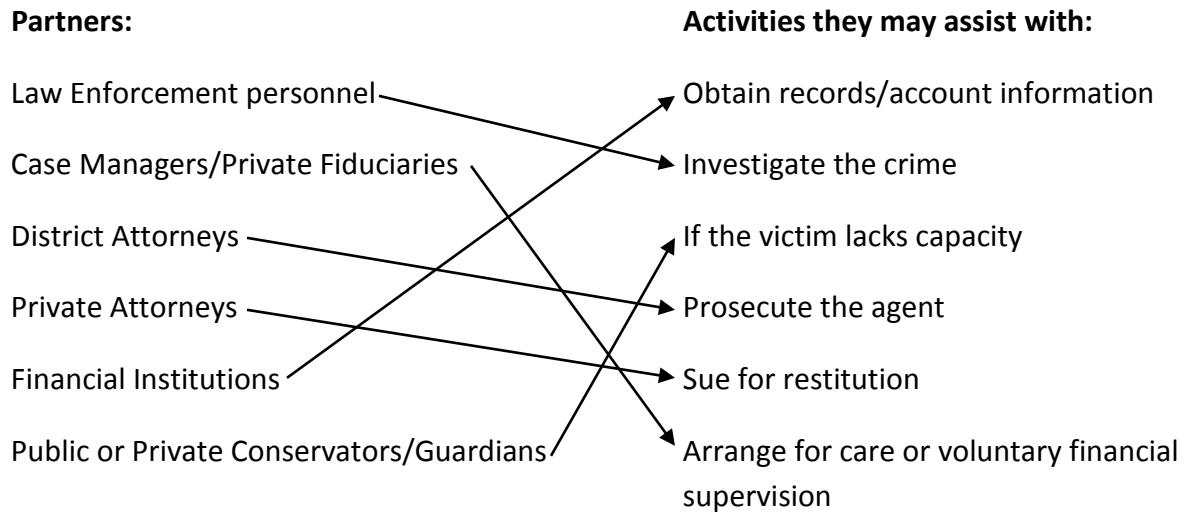 Partners:
Activities they may assist with:
Law Enforcement personnel
Obtain records/account information
Case Managers/Private Fiduciaries
Investigate the crime
District Attorneys
If the victim lacks capacity
Private Attorneys
Prosecute the agent
Financial Institutions
Sue for restitution
Public or Private Conservators/Guardians
Arrange for care or voluntary financial
supervision